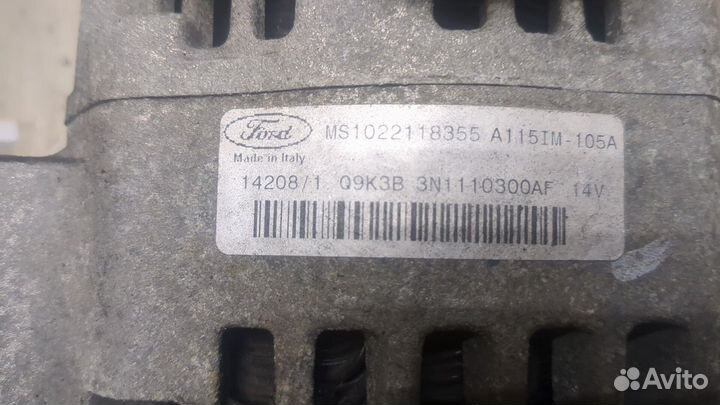 Ford MS1022118355 A115IM-105A
Made in Italy
14208/1 Q9K3B 3N1110300AF 14V
Avito